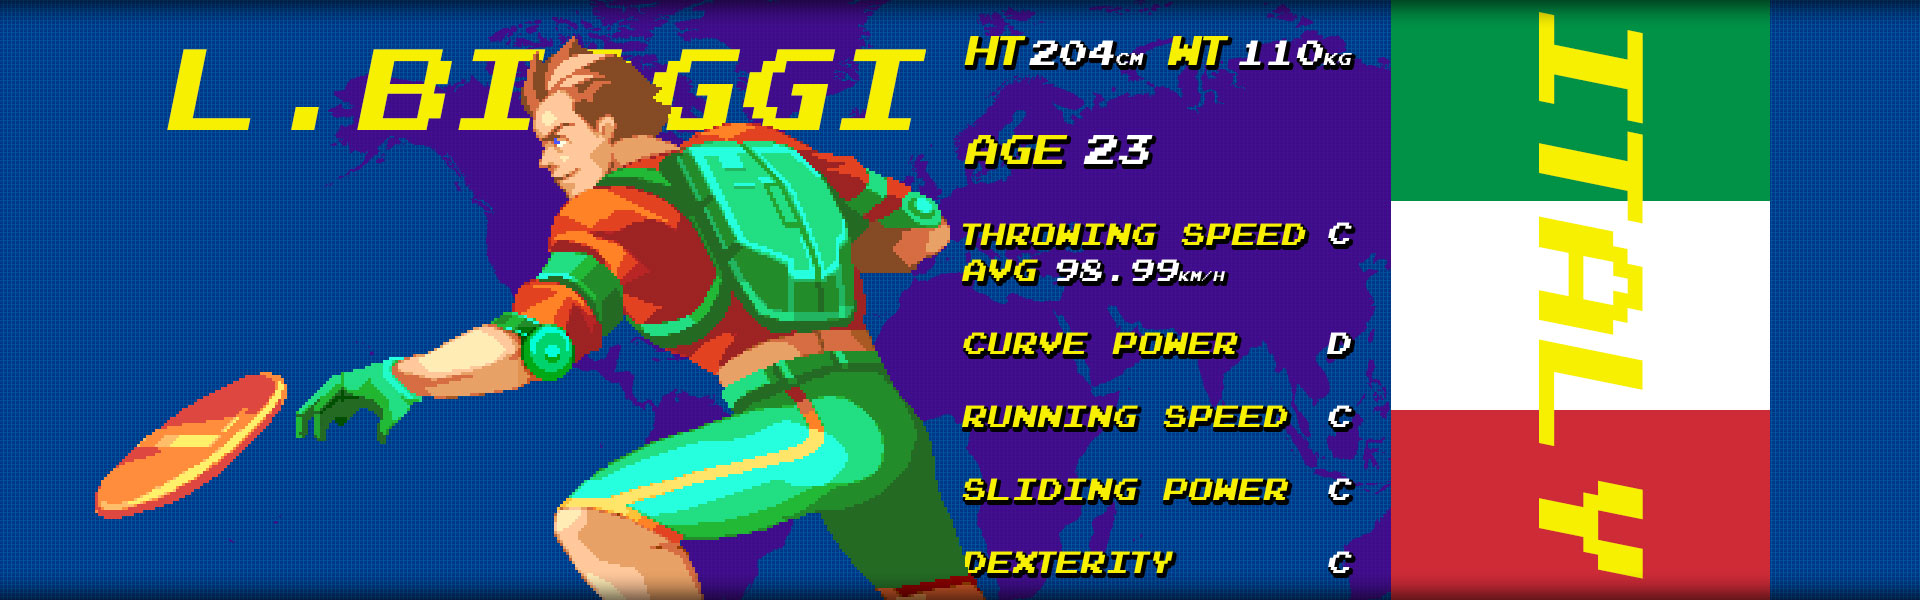 L.BIAGGI
HT 204CM WT 110KG
AGE 23
THROWING SPEED C
AVG 98.99KM/H
CURVE POWER D
RUNNING SPEED C
SLIDING POWER C
DEXTERITY C
ITALY